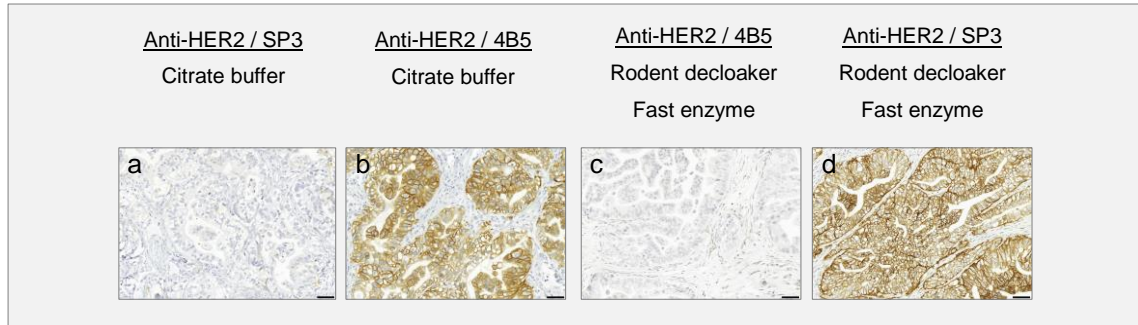 Anti-HER2 / SP3
Citrate buffer
Anti-HER2 / 4B5
Citrate buffer
Anti-HER2 / 4B5
Rodent decloaker
Fast enzyme
Anti-HER2 / SP3
Rodent decloaker
Fast enzyme
a
b
c
d